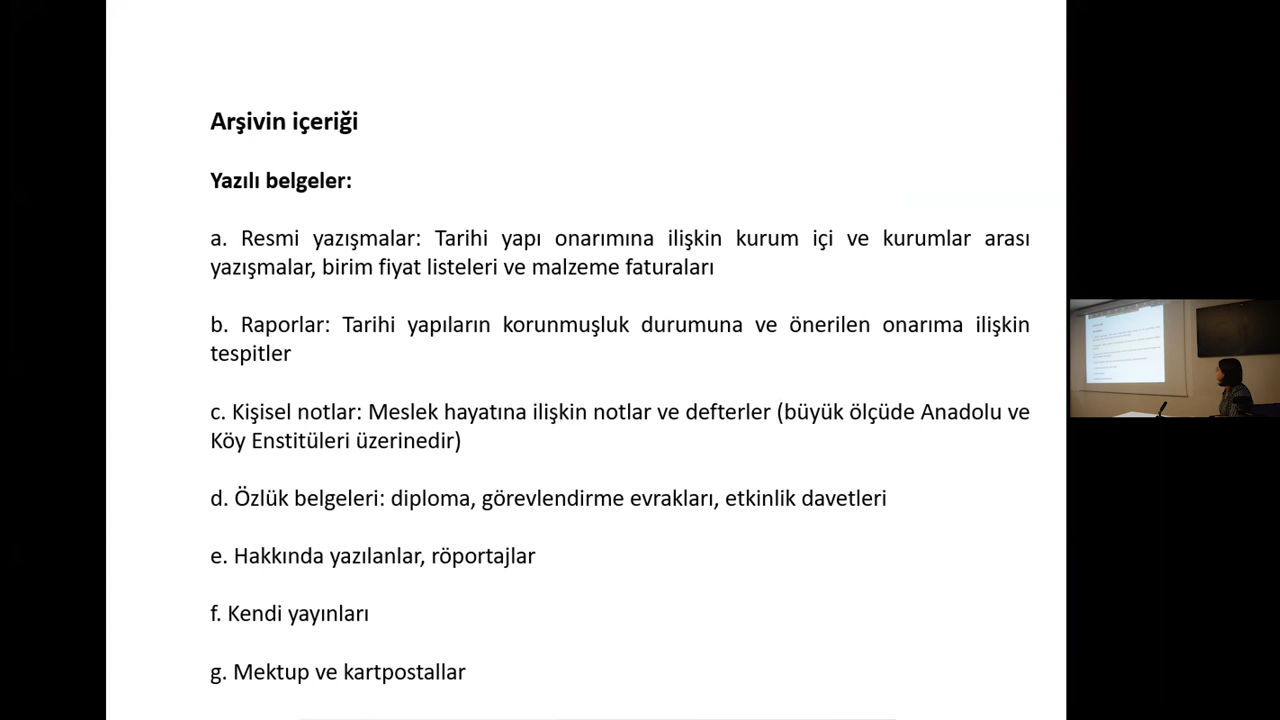 Arşivin içeriği
Yazılı belgeler:
a. Resmi yazışmalar: Tarihi yapı onarımına ilişkin kurum içi ve kurumlar arası
yazışmalar, birim fiyat listeleri ve malzeme faturaları
b. Raporlar: Tarihi yapıların korunmuşluk durumuna ve önerilen onarıma ilişkin
tespitler
c. Kişisel notlar: Meslek hayatına ilişkin notlar ve defterler (büyük ölçüde Anadolu ve
Köy Enstitüleri üzerinedir)
d. Özlük belgeleri: diploma, görevlendirme evrakları, etkinlik davetleri
e. Hakkında yazılanlar, röportajlar
f. Kendi yayınları
g. Mektup ve kartpostallar